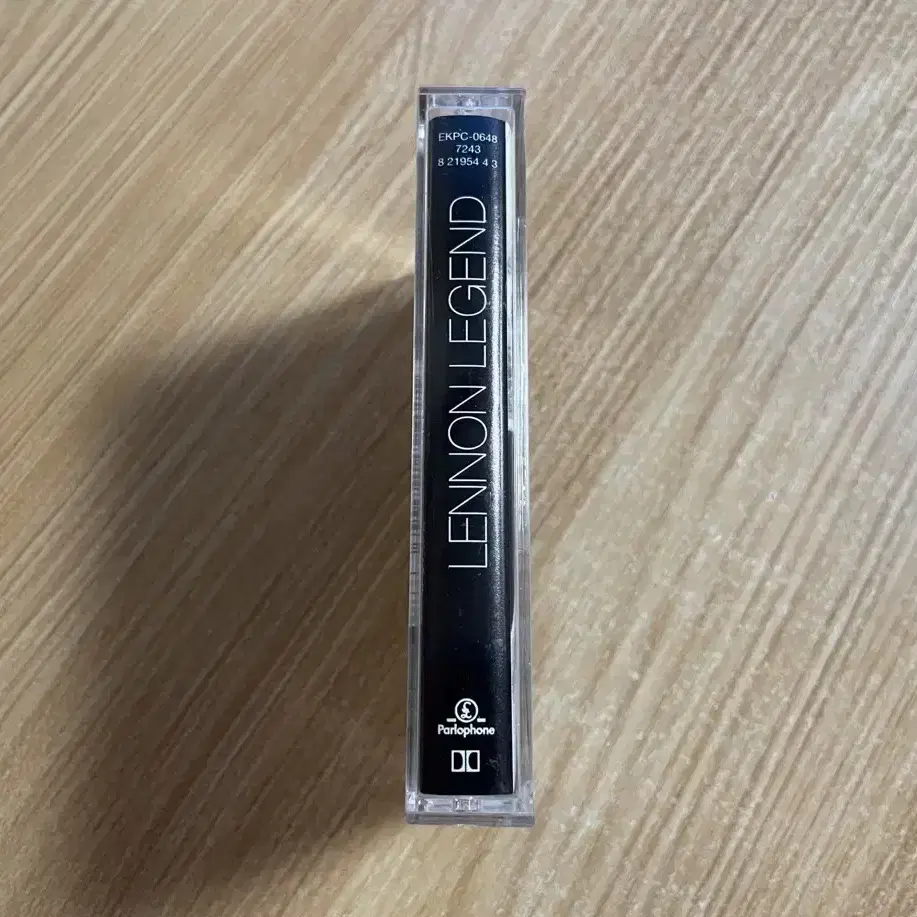 EKPC-0648
7243
8 21954 4 3
LENNON LEGEND
£
Parlophone